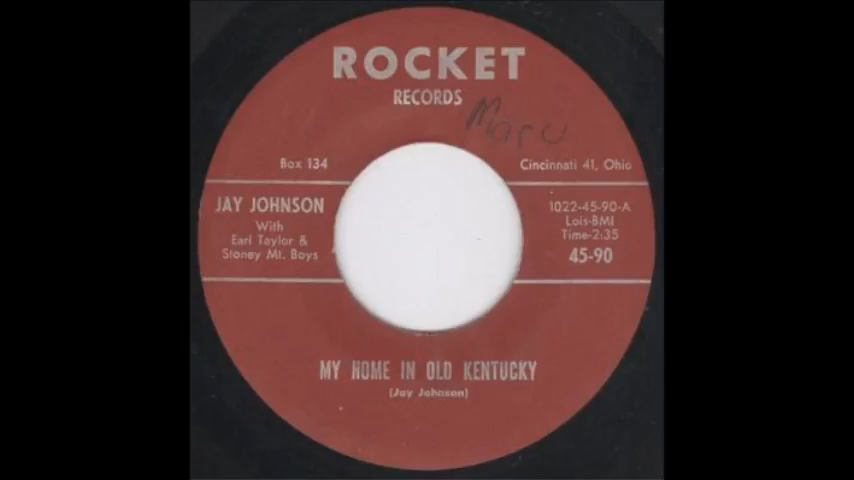 ROCKET
RECORDS
Box 134
Cincinnati 41, Ohio
JAY JOHNSON
With
Earl Taylor &
Stoney Mt. Boys
1022-45-90-A
Lois-BMI
Time-2:35
45-90
MY HOME IN OLD KENTUCKY
(Jay Johnson)